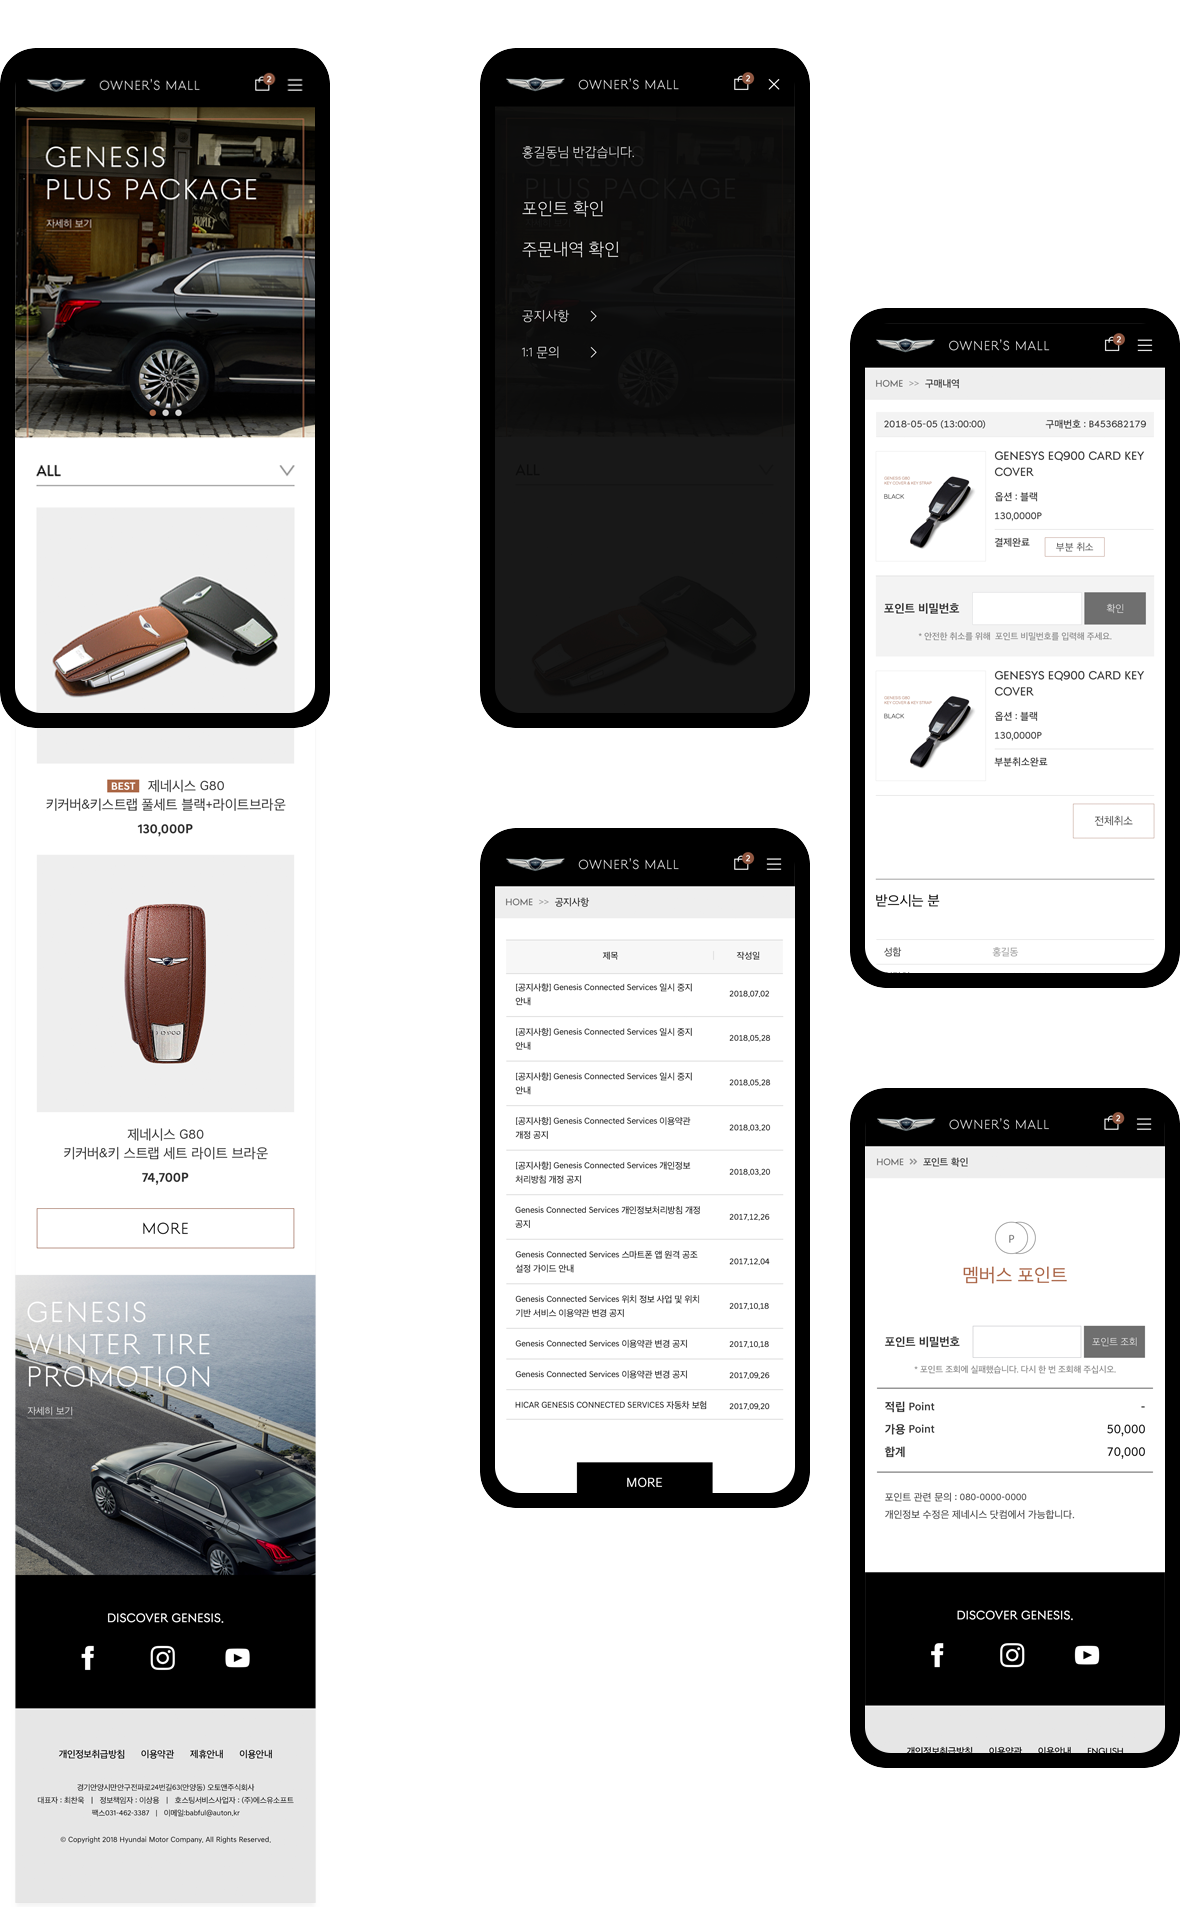 OWNER'S MALL
2
GENESIS
PLUS PACKAGE
자세히 보기
ALL
BEST 제네시스 G80
키커버&키스트랩 풀세트 블랙+라이트브라운
130,000P
EQ900
제네시스 G80
키커버&키 스트랩 세트 라이트 브라운
74,700P
MORE
GENESIS
WINTER TIRE
PROMOTION
자세히 보기
DISCOVER GENESIS.
개인정보취급방침 이용약관 제휴안내 이용안내
경기안양시만안구전파로24번길63(안양동) 오토앤주식회사
대표자 : 최찬욱 | 정보책임자 : 이상용 | 호스팅서비스사업자 : (주)에스유소프트
팩스031-462-3387 | 이메일:babful@auton.kr
© Copyright 2018 Hyundai Motor Company. All Rights Reserved.
OWNER'S MALL
2
홍길동님 반갑습니다.
GENESIS
PLUS PACKAGE
포인트 확인
주문내역 확인
공지사항
1:1 문의
ALL
OWNER'S MALL
2
HOME >> 공지사항
제목 작성일
[공지사항] Genesis Connected Services 일시 중지
안내
2018.07.02
[공지사항] Genesis Connected Services 일시 중지
안내
2018.05.28
[공지사항] Genesis Connected Services 일시 중지
안내
2018.05.28
[공지사항] Genesis Connected Services 이용약관
개정 공지
2018.03.20
[공지사항] Genesis Connected Services 개인정보
처리방침 개정 공지
2018.03.20
Genesis Connected Services 개인정보처리방침 개정
공지
2017.12.26
Genesis Connected Services 스마트폰 앱 원격 공조
설정 가이드 안내
2017.12.04
Genesis Connected Services 위치 정보 사업 및 위치
기반 서비스 이용약관 변경 공지
2017.10.18
Genesis Connected Services 이용약관 변경 공지 2017.10.18
Genesis Connected Services 이용약관 변경 공지 2017.09.26
HICAR GENESIS CONNECTED SERVICES 자동차 보험 2017.09.20
MORE
OWNER'S MALL
2
HOME >> 구매내역
2018-05-05 (13:00:00) 구매번호 : B453682179
GENESIS G80
KEY COVER & KEY STRAP
BLACK
GENESYS EQ900 CARD KEY
COVER
옵션 : 블랙
130,0000P
결제완료 부분 취소
포인트 비밀번호 확인
* 안전한 취소를 위해 포인트 비밀번호를 입력해 주세요.
GENESIS G80
KEY COVER & KEY STRAP
BLACK
GENESYS EQ900 CARD KEY
COVER
옵션 : 블랙
130,0000P
부분취소완료
전체취소
받으시는 분
성함 홍길동
OWNER'S MALL
2
HOME >> 포인트 확인
P
멤버스 포인트
포인트 비밀번호 포인트 조회
* 포인트 조회에 실패했습니다. 다시 한 번 조회해 주십시오.
적립 Point -
가용 Point 50,000
합계 70,000
포인트 관련 문의 : 080-0000-0000
개인정보 수정은 제네시스 닷컴에서 가능합니다.
DISCOVER GENESIS.
개인정보취급방침 이용약관 이용안내 ENGLISH